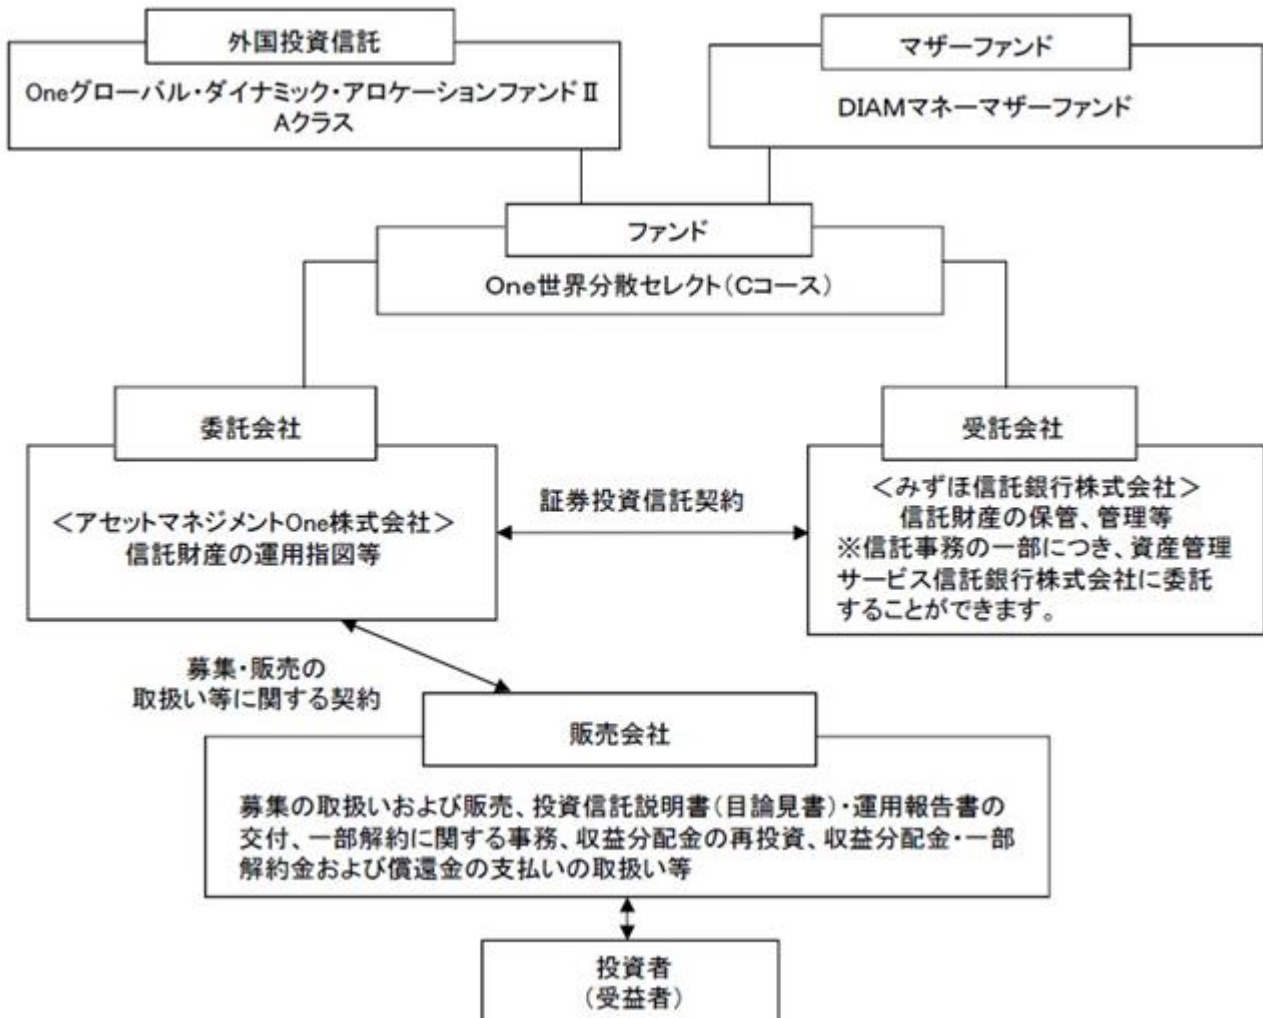 外国投資信託
Oneグローバル・ダイナミック・アロケーションファンドⅡ
Aクラス
マザーファンド
DIAMマネーマザーファンド
ファンド
One世界分散セレクト(Cコース)
委託会社
<アセットマネジメントOne株式会社>
信託財産の運用指図等
証券投資信託契約
受託会社
<みずほ信託銀行株式会社>
信託財産の保管、管理等
※信託事務の一部につき、資産管理
サービス信託銀行株式会社に委託
することができます。
募集・販売の
取扱い等に関する契約
販売会社
募集の取扱いおよび販売、投資信託説明書(目論見書)・運用報告書の
交付、一部解約に関する事務、収益分配金の再投資、収益分配金・一部
解約金および償還金の支払いの取扱い等
投資者
(受益者)